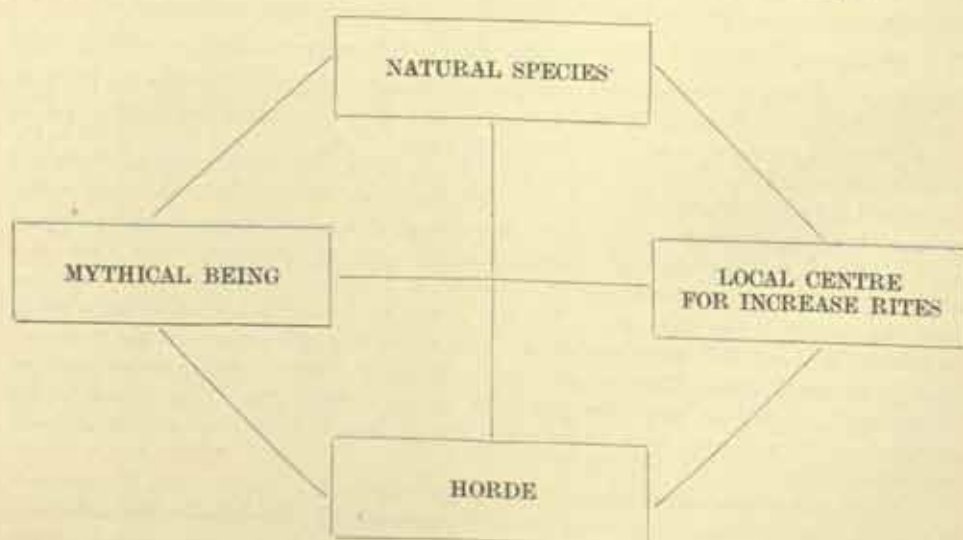 NATURAL SPECIES
MYTHICAL BEING
LOCAL CENTRE
FOR INCREASE RITES
HORDE